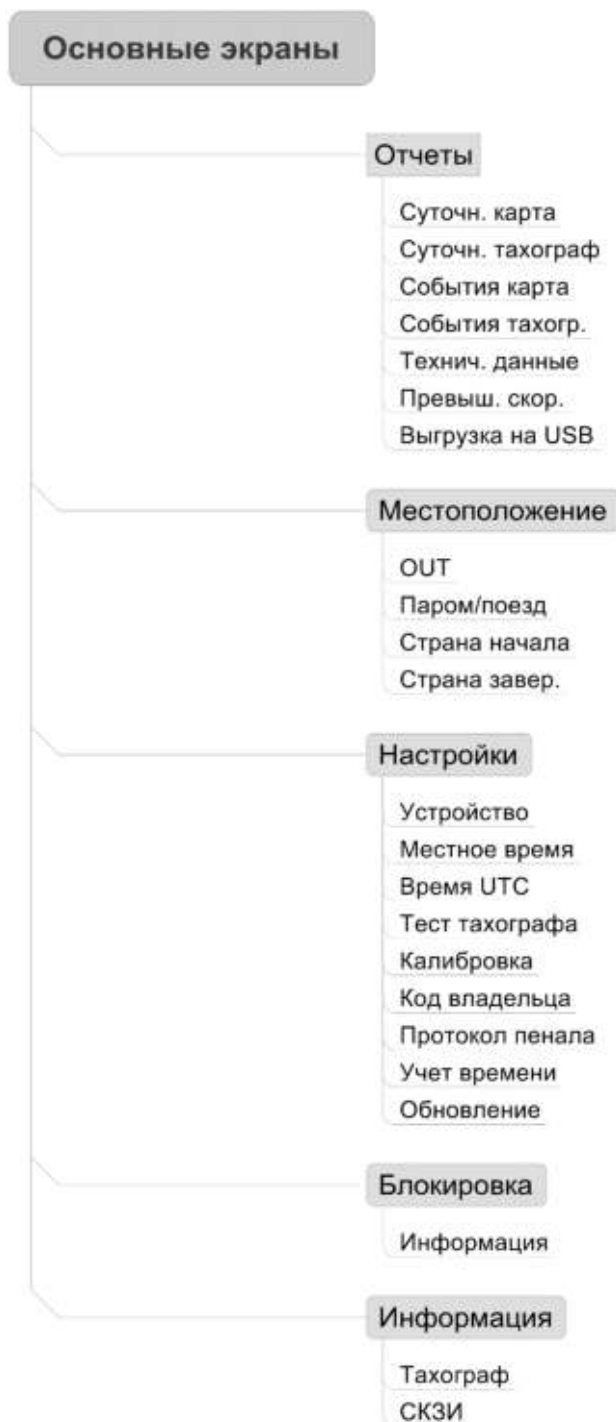 Основные экраны
Отчеты
Суточн. карта
Суточн. тахограф
События карта
События тахогр.
Технич. данные
Превыш. скор.
Выгрузка на USB
Местоположение
OUT
Паром/поезд
Страна начала
Страна завер.
Настройки
Устройство
Местное время
Время UTC
Тест тахографа
Калибровка
Код владельца
Протокол пенала
Учет времени
Обновление
Блокировка
Информация
Информация
Тахограф
СКЗИ